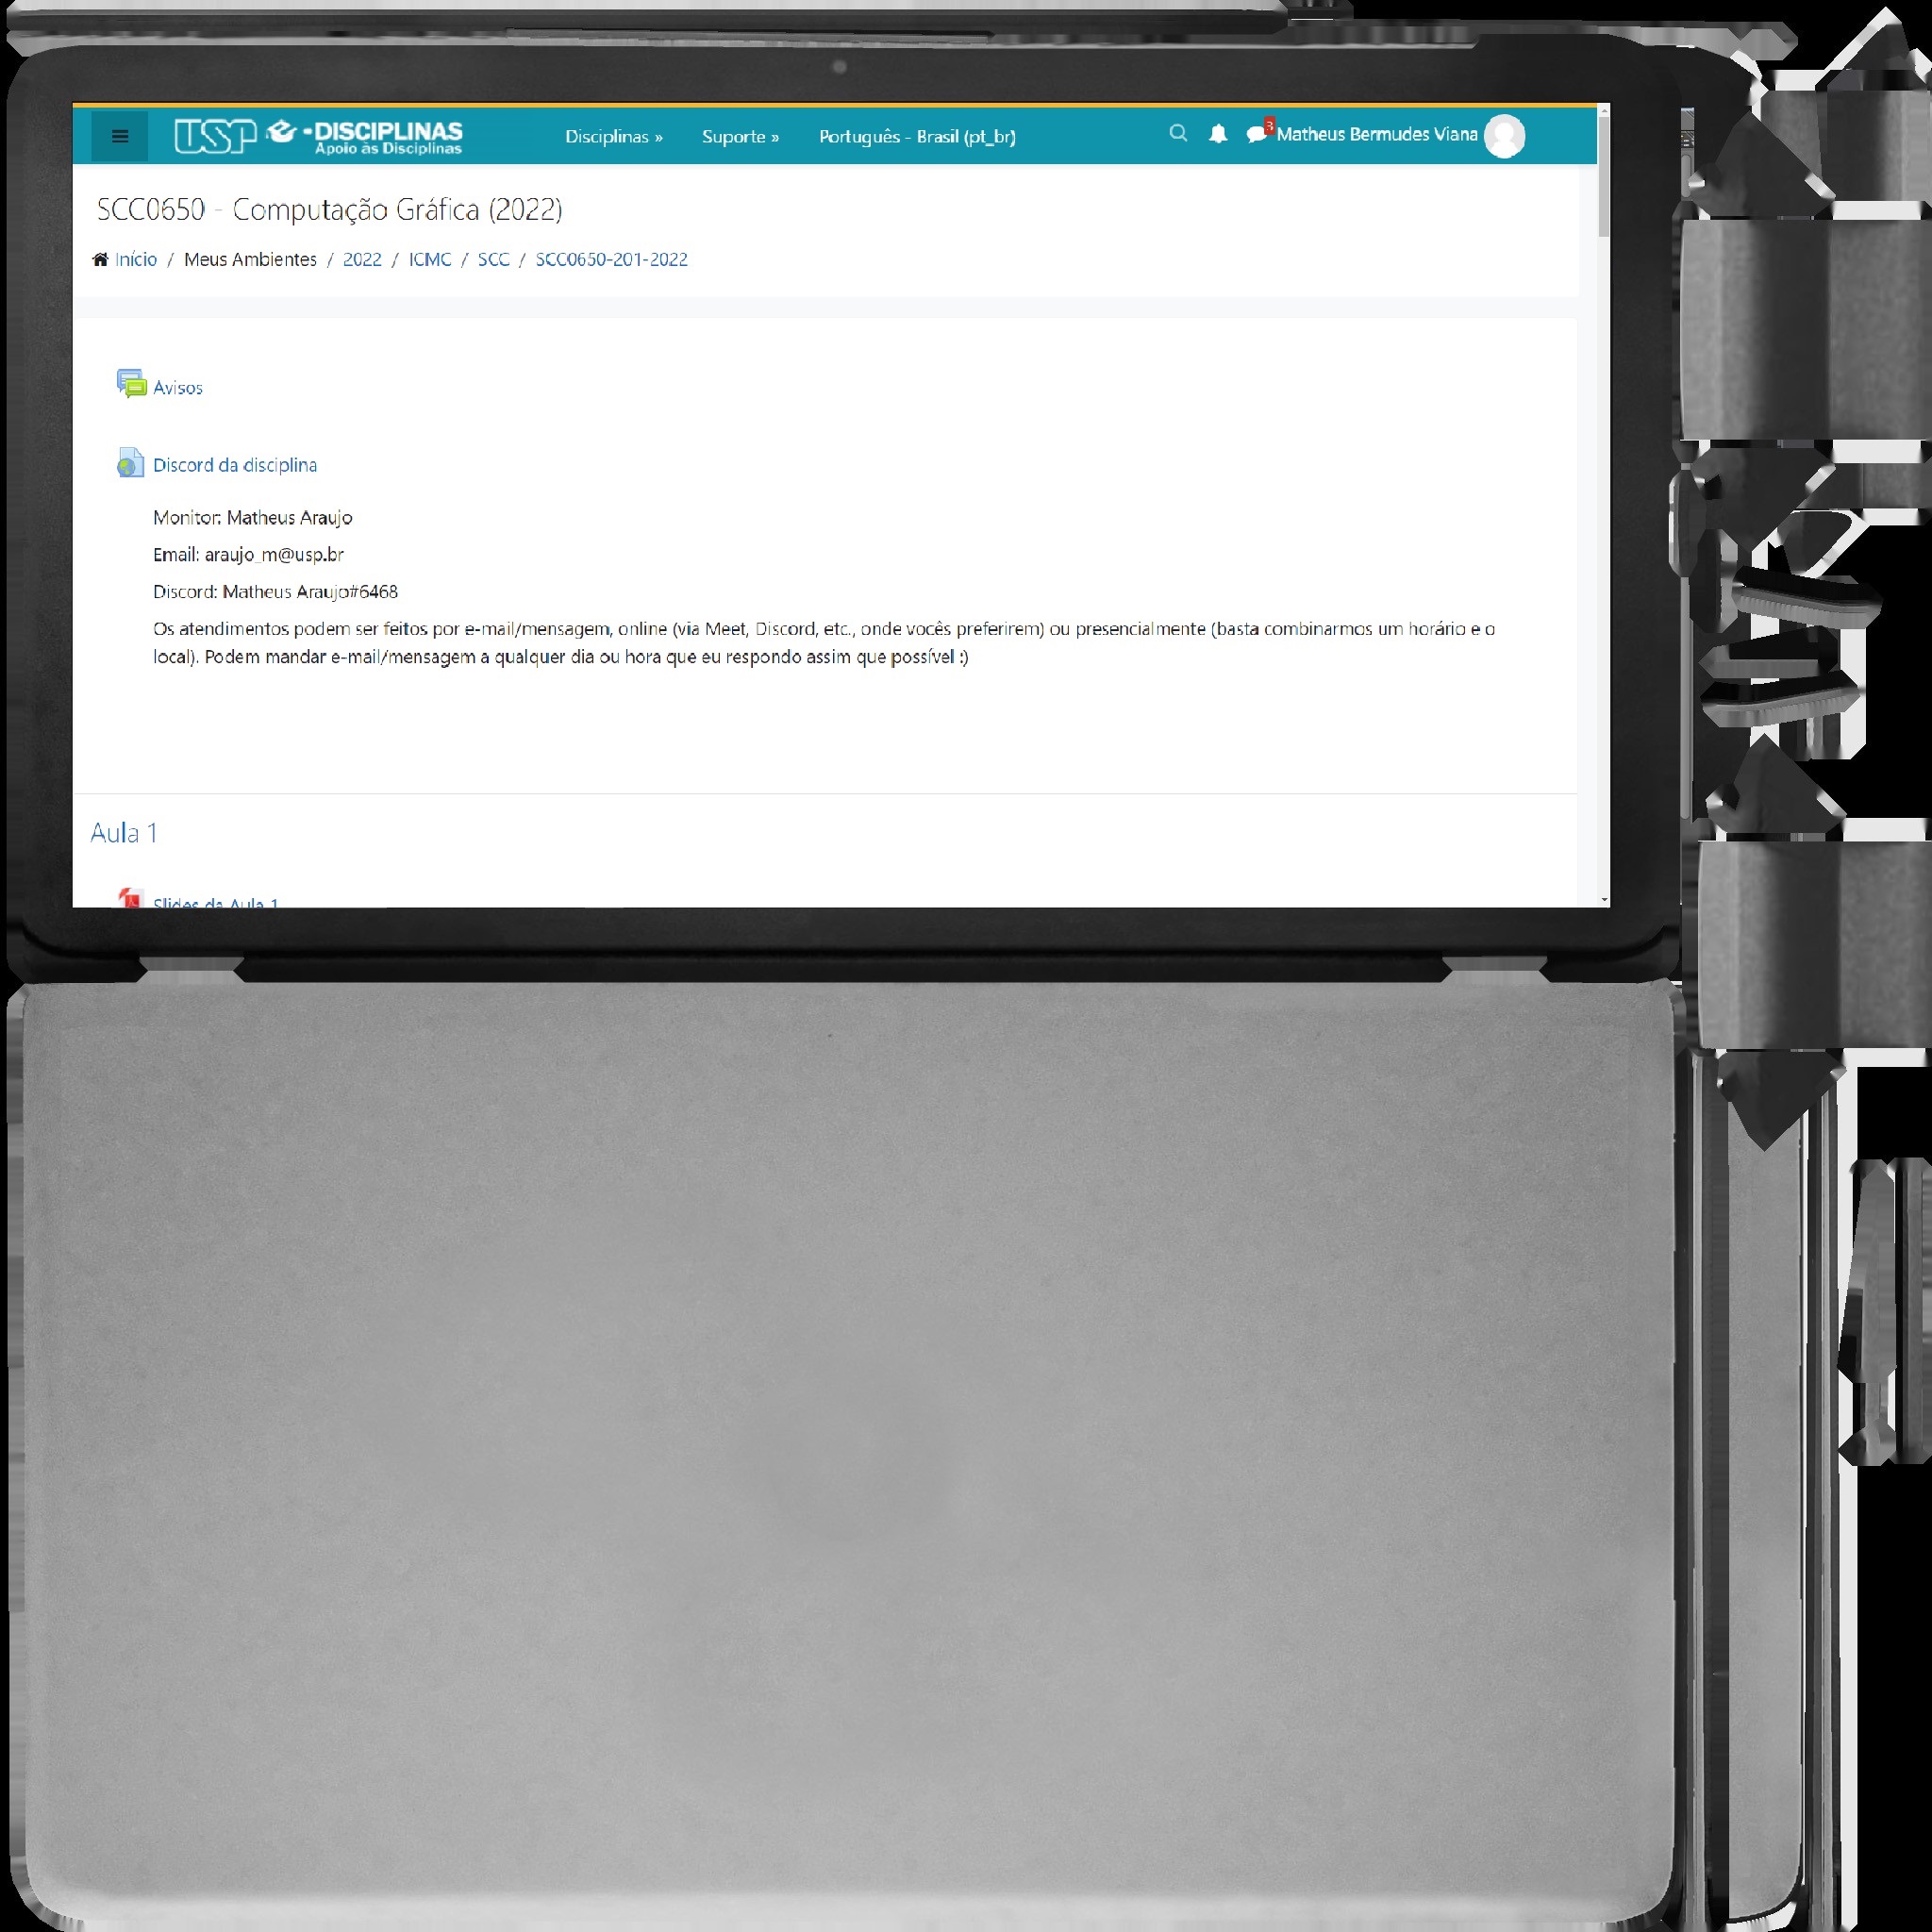 USP e-DISCIPLINAS
Apoio às Disciplinas
Disciplinas »
Suporte »
Português - Brasil (pt_br)
3
Matheus Bermudes Viana
SCC0650 - Computação Gráfica (2022)
Início / Meus Ambientes / 2022 / ICMC / SCC / SCC0650-201-2022
Avisos
Discord da disciplina
Monitor: Matheus Araujo
Email: araujo_m@usp.br
Discord: Matheus Araujo#6468
Os atendimentos podem ser feitos por e-mail/mensagem, online (via Meet, Discord, etc., onde vocês preferirem) ou presencialmente (basta combinarmos um horário e o
local). Podem mandar e-mail/mensagem a qualquer dia ou hora que eu respondo assim que possível :)
Aula 1
Slides da Aula 1